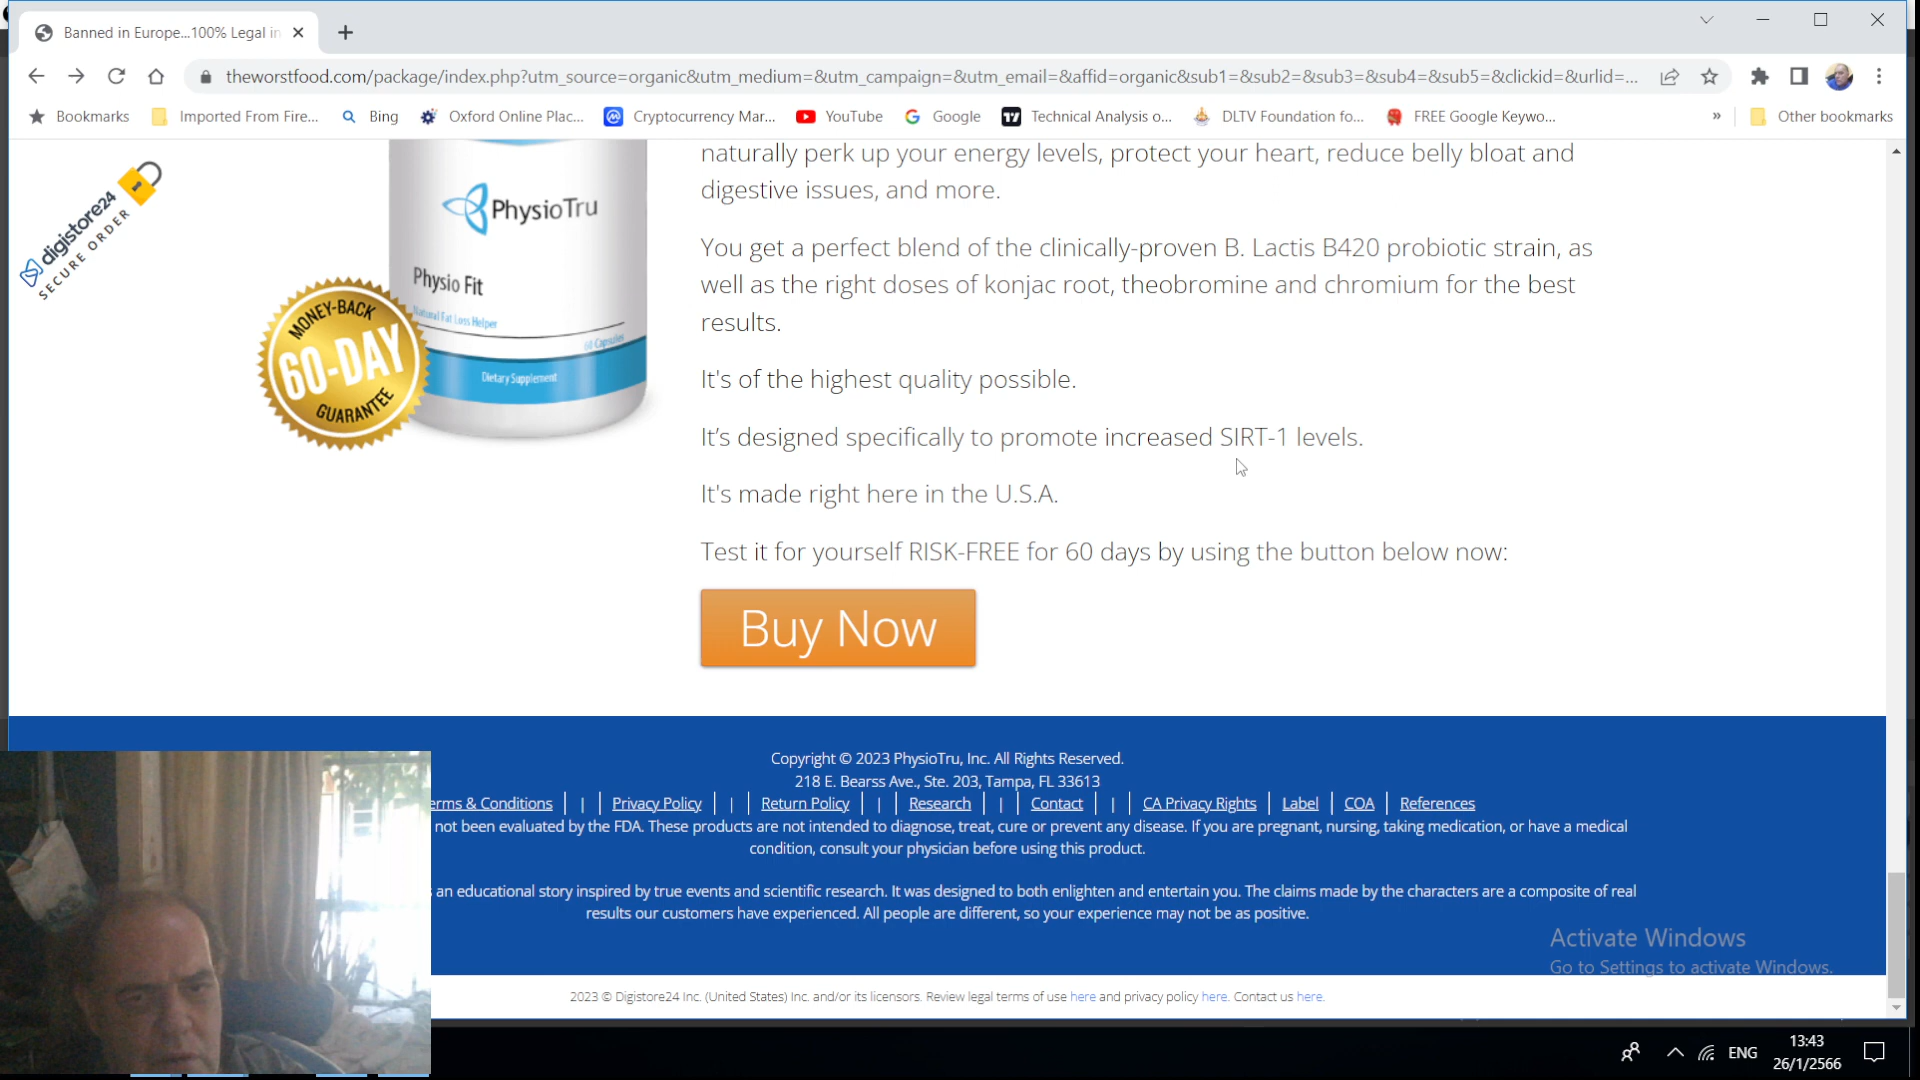 Banned in Europe...100% Legal in
theworstfood.com/package/index.php?utm_source=organic&utm_medium=&utm_campaign=&utm_email=&affid=organic&sub1=&sub2=&sub3=&sub4=&sub5=&clickid=&urlid=...
Bookmarks
Imported From Fire...
Bing
Oxford Online Plac...
Cryptocurrency Mar...
YouTube
Google
Technical Analysis o...
DLTV Foundation fo...
FREE Google Keywo...
»
Other bookmarks
digistore24
SECURE ORDER
PhysioTru
Physio Fit
Natural Fat Loss Helper
60-Capsules
Dietary Supplement
MONEY-BACK
60-DAY
GUARANTEE
naturally perk up your energy levels, protect your heart, reduce belly bloat and
digestive issues, and more.
You get a perfect blend of the clinically-proven B. Lactis B420 probiotic strain, as
well as the right doses of konjac root, theobromine and chromium for the best
results.
It's of the highest quality possible.
It’s designed specifically to promote increased SIRT-1 levels.
It's made right here in the U.S.A.
Test it for yourself RISK-FREE for 60 days by using the button below now:
Buy Now
Copyright © 2023 PhysioTru, Inc. All Rights Reserved.
218 E. Bearss Ave., Ste. 203, Tampa, FL 33613
erms & Conditions | | Privacy Policy | | Return Policy | | Research | | Contact | | CA Privacy Rights | Label | COA | References
not been evaluated by the FDA. These products are not intended to diagnose, treat, cure or prevent any disease. If you are pregnant, nursing, taking medication, or have a medical
condition, consult your physician before using this product.
an educational story inspired by true events and scientific research. It was designed to both enlighten and entertain you. The claims made by the characters are a composite of real
results our customers have experienced. All people are different, so your experience may not be as positive.
Activate Windows
Go to Settings to activate Windows.
2023 © Digistore24 Inc. (United States) Inc. and/or its licensors. Review legal terms of use here and privacy policy here. Contact us here.
ENG
13:43
26/1/2566